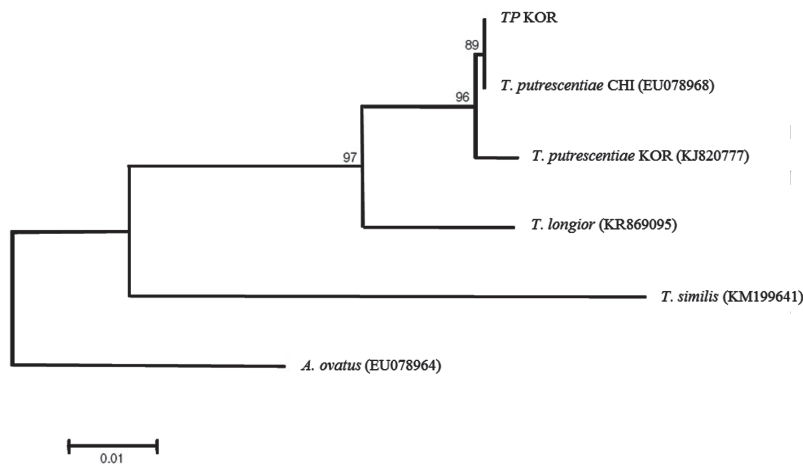 TP KOR
89
T. putrescentiae CHI (EU078968)
96
T. putrescentiae KOR (KJ820777)
97
T. longior (KR869095)
T. similis (KM199641)
A. ovatus (EU078964)
0.01